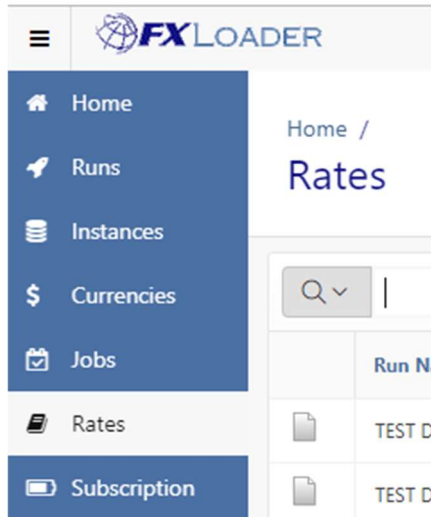 FXLOADER
Home
Runs
Instances
Currencies
Jobs
Rates
Subscription
Home /
Rates
Run N
TEST D
TEST D